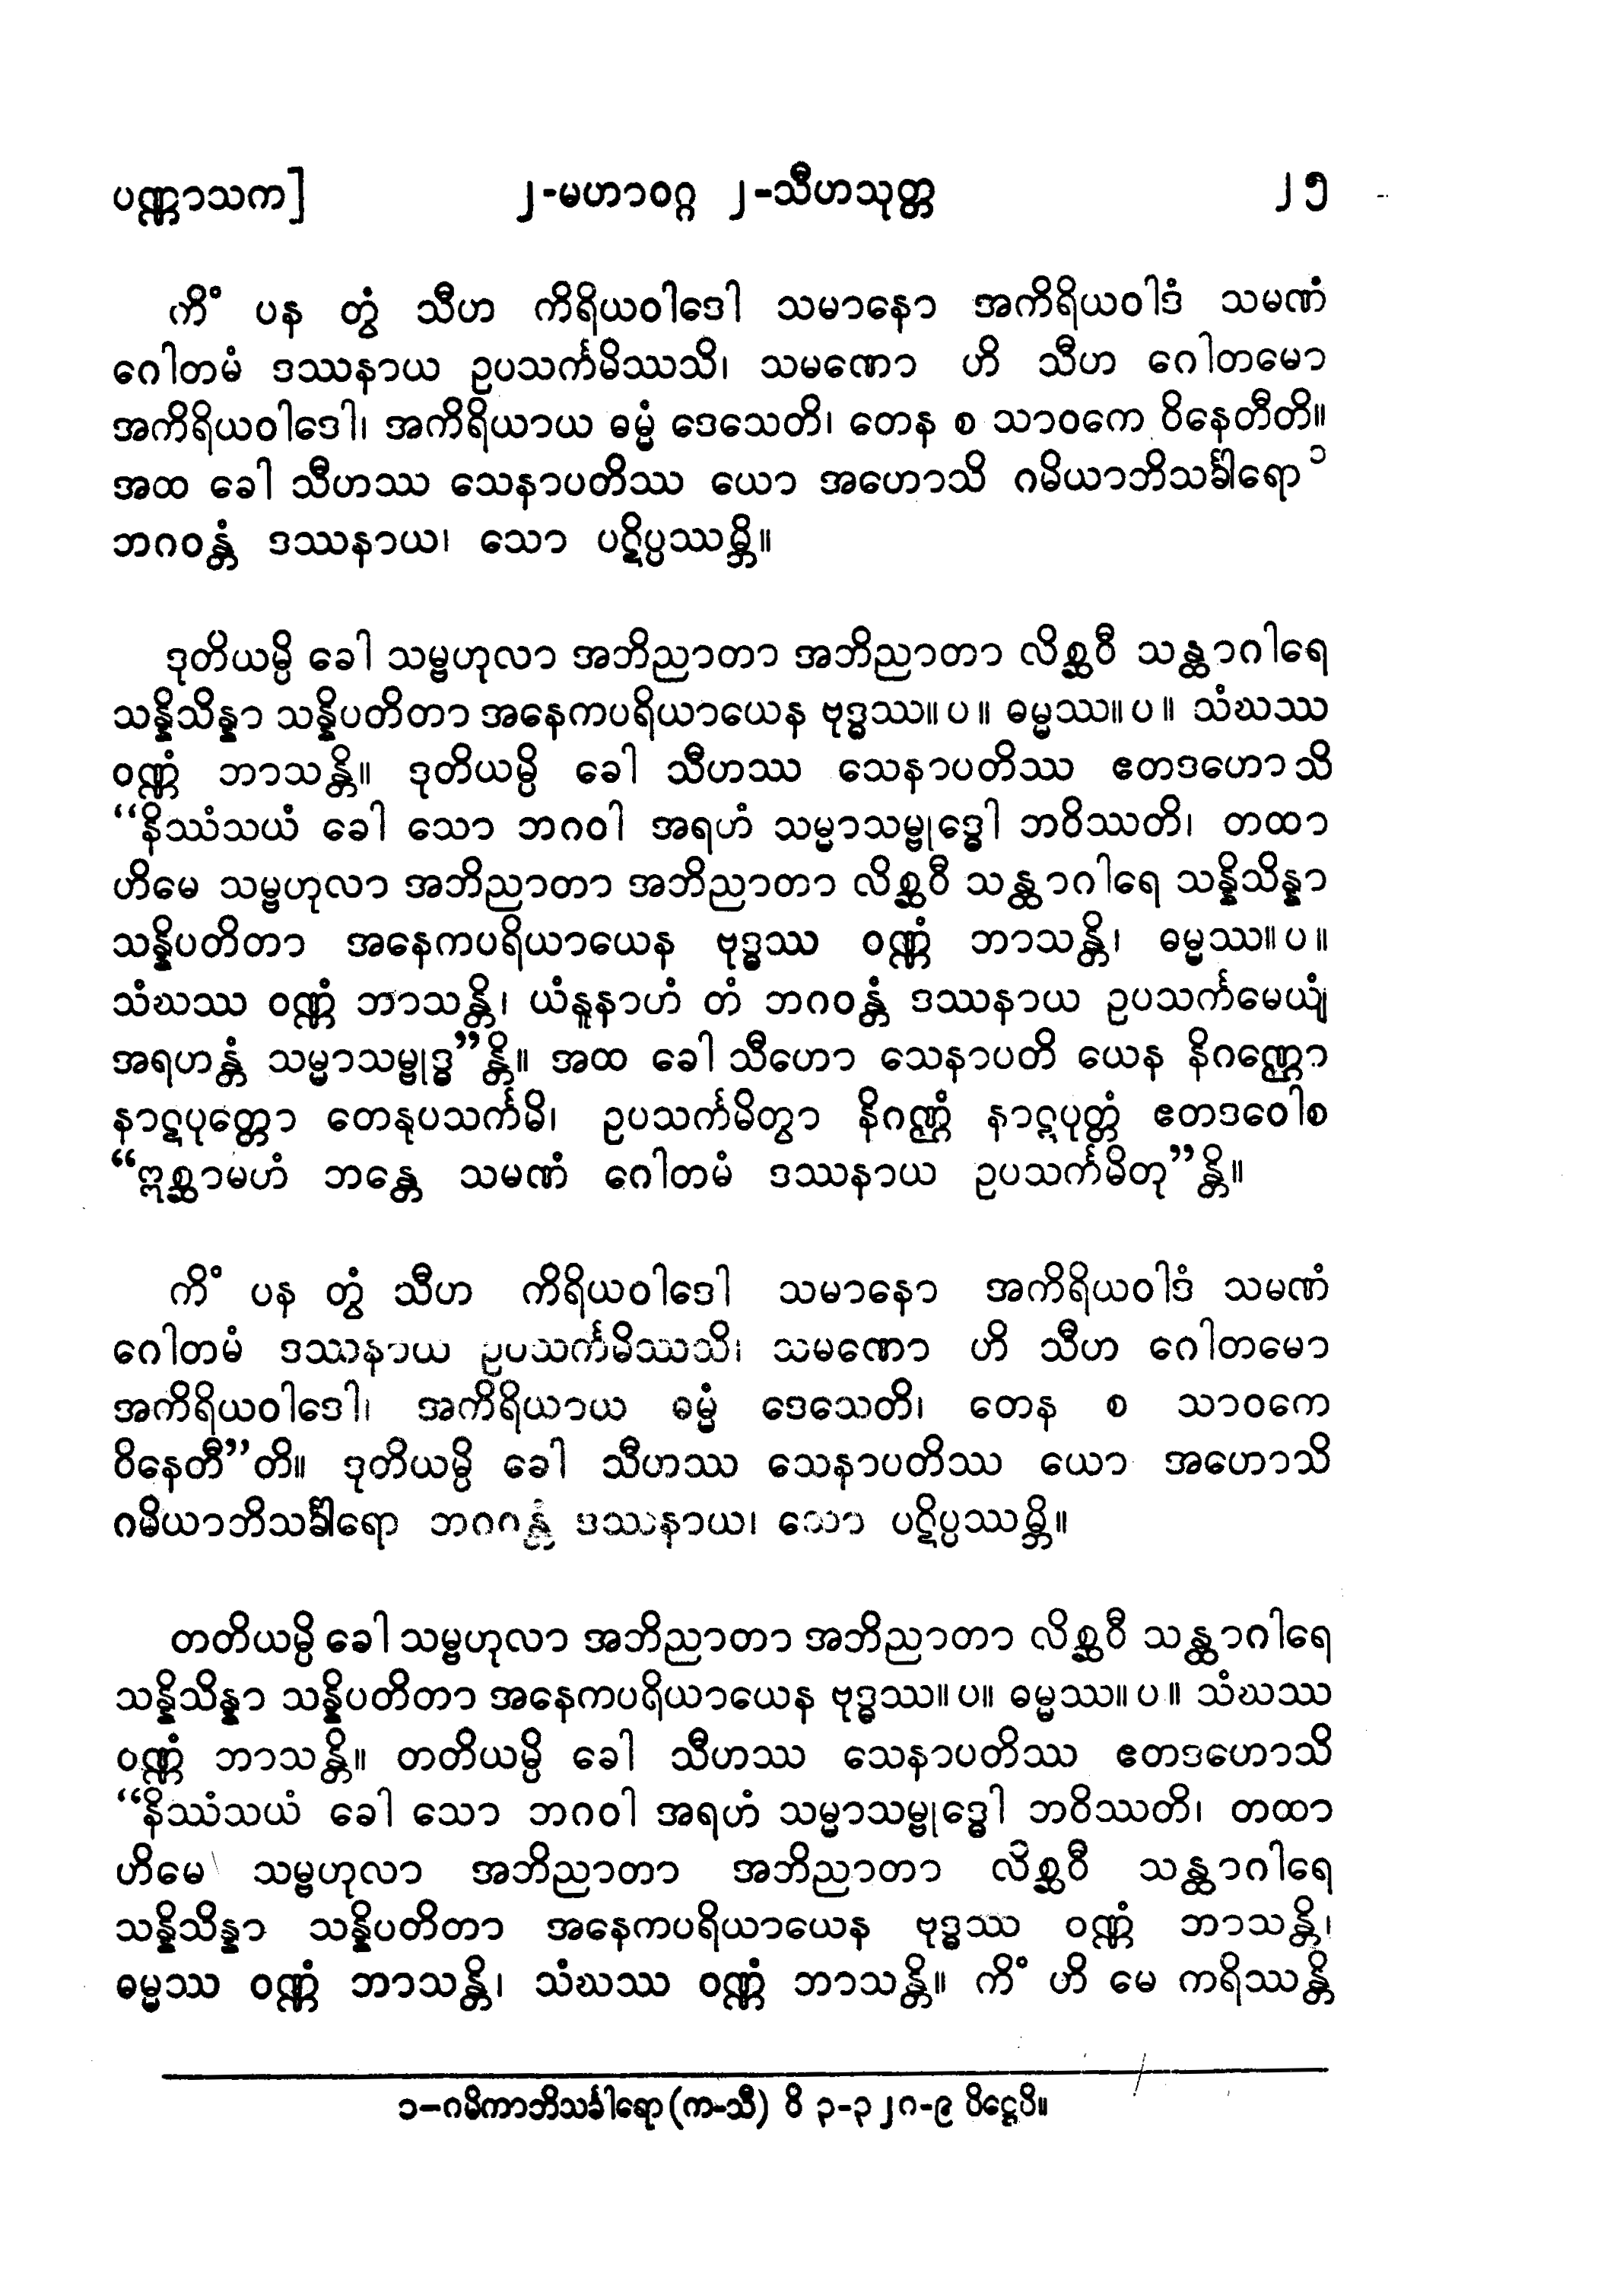 ပဏ္ဏာသက] ၂-မဟာဝဂ္ဂ ၂-သီဟသုတ္တ ၂၅
ကိံ ပန တွံ သီဟ ကိရိယဝါဒေါ သမာနော အကိရိယဝါဒံ သမဏံ
ဂေါတမံ ဒဿနာယ ဥပသင်္ကမိဿသိ၊ သမဏော ဟိ သီဟ ဂေါတမော
အကိရိယဝါဒေါ၊ အကိရိယာယ ဓမ္မံ ဒေသေတိ၊ တေန စ သာဝကေ ဝိနေတီတိ။
အထ ခေါ သီဟဿ သေနာပတိဿ ယော အဟောသိ ဂမိယာဘိသင်္ခါရော ၁
ဘဂဝန္တံ ဒဿနာယ၊ သော ပဋိပ္ပဿမ္ဘိ။
ဒုတိယမ္ပိ ခေါ သမ္ဗဟုလာ အဘိညာတာ အဘိညာတာ လိစ္ဆဝီ သန္ထာဂါရေ
သန္နိသိန္နာ သန္နိပတိတာ အနေကပရိယာယေန ဗုဒ္ဓဿ။ ပ။ ဓမ္မဿ။ ပ။ သံဃဿ
ဝဏ္ဏံ ဘာသန္တိ။ ဒုတိယမ္ပိ ခေါ သီဟဿ သေနာပတိဿ ဧတဒဟောသိ
“နိဿံသယံ ခေါ သော ဘဂဝါ အရဟံ သမ္မာသမ္ဗုဒ္ဓေါ ဘဝိဿတိ၊ တထာ
ဟိမေ သမ္ဗဟုလာ အဘိညာတာ အဘိညာတာ လိစ္ဆဝီ သန္ထာဂါရေ သန္နိသိန္နာ
သန္နိပတိတာ အနေကပရိယာယေန ဗုဒ္ဓဿ ဝဏ္ဏံ ဘာသန္တိ၊ ဓမ္မဿ။ ပ။
သံဃဿ ဝဏ္ဏံ ဘာသန္တိ၊ ယံနူနာဟံ တံ ဘဂဝန္တံ ဒဿနာယ ဥပသင်္ကမေယျံ
အရဟန္တံ သမ္မာသမ္ဗုဒ္ဓ”န္တိ။ အထ ခေါ သီဟော သေနာပတိ ယေန နိဂဏ္ဌော
နာဋပုတ္တော တေနုပသင်္ကမိ၊ ဥပသင်္ကမိတွာ နိဂဏ္ဌံ နာဋပုတ္တံ ဧတဒဝေါစ
“ဣစ္ဆာမဟံ ဘန္တေ သမဏံ ဂေါတမံ ဒဿနာယ ဥပသင်္ကမိတု”န္တိ။
ကိံ ပန တွံ သီဟ ကိရိယဝါဒေါ သမာနော အကိရိယဝါဒံ သမဏံ
ဂေါတမံ ဒဿနာယ ဥပသင်္ကမိဿသိ၊ သမဏော ဟိ သီဟ ဂေါတမော
အကိရိယဝါဒေါ၊ အကိရိယာယ ဓမ္မံ ဒေသေတိ၊ တေန စ သာဝကေ
ဝိနေတီ”တိ။ ဒုတိယမ္ပိ ခေါ သီဟဿ သေနာပတိဿ ယော အဟောသိ
ဂမိယာဘိသင်္ခါရော ဘဂဝန္တံ ဒဿနာယ၊ သော ပဋိပ္ပဿမ္ဘိ။
တတိယမ္ပိ ခေါ သမ္ဗဟုလာ အဘိညာတာ အဘိညာတာ လိစ္ဆဝီ သန္ထာဂါရေ
သန္နိသိန္နာ သန္နိပတိတာ အနေကပရိယာယေန ဗုဒ္ဓဿ။ ပ။ ဓမ္မဿ။ ပ။ သံဃဿ
ဝဏ္ဏံ ဘာသန္တိ။ တတိယမ္ပိ ခေါ သီဟဿ သေနာပတိဿ ဧတဒဟောသိ
“နိဿံသယံ ခေါ သော ဘဂဝါ အရဟံ သမ္မာသမ္ဗုဒ္ဓေါ ဘဝိဿတိ၊ တထာ
ဟိမေ သမ္ဗဟုလာ အဘိညာတာ အဘိညာတာ လိစ္ဆဝီ သန္ထာဂါရေ
သန္နိသိန္နာ သန္နိပတိတာ အနေကပရိယာယေန ဗုဒ္ဓဿ ဝဏ္ဏံ ဘာသန္တိ၊
ဓမ္မဿ ဝဏ္ဏံ ဘာသန္တိ၊ သံဃဿ ဝဏ္ဏံ ဘာသန္တိ။ ကိံ ဟိ မေ ကရိဿန္တိ
၁-ဂမိကာဘိသင်္ခါရော (က-သီ) ဝိ ၃-၃၂၈-၉ ပိဋ္ဌေပိ။